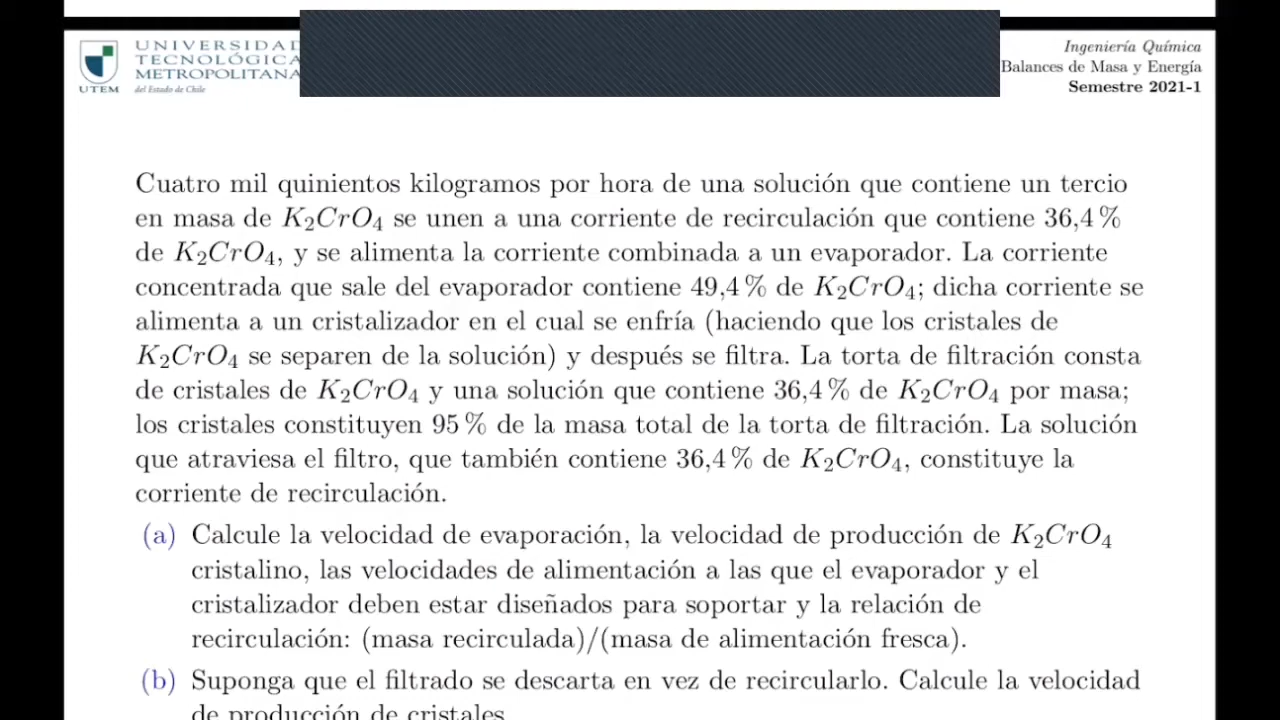 UNIVERSIDAD
TECNOLÓGICA
METROPOLITANA
del Estado de Chile
UTEM
Ingeniería Química
Balances de Masa y Energía
Semestre 2021-1
Cuatro mil quinientos kilogramos por hora de una solución que contiene un tercio
en masa de K₂CrO₄ se unen a una corriente de recirculación que contiene 36,4 %
de K₂CrO₄, y se alimenta la corriente combinada a un evaporador. La corriente
concentrada que sale del evaporador contiene 49,4 % de K₂CrO₄; dicha corriente se
alimenta a un cristalizador en el cual se enfría (haciendo que los cristales de
K₂CrO₄ se separen de la solución) y después se filtra. La torta de filtración consta
de cristales de K₂CrO₄ y una solución que contiene 36,4 % de K₂CrO₄ por masa;
los cristales constituyen 95 % de la masa total de la torta de filtración. La solución
que atraviesa el filtro, que también contiene 36,4 % de K₂CrO₄, constituye la
corriente de recirculación.
(a) Calcule la velocidad de evaporación, la velocidad de producción de K₂CrO₄
cristalino, las velocidades de alimentación a las que el evaporador y el
cristalizador deben estar diseñados para soportar y la relación de
recirculación: (masa recirculada)/(masa de alimentación fresca).
(b) Suponga que el filtrado se descarta en vez de recircularlo. Calcule la velocidad
de producción de cristales